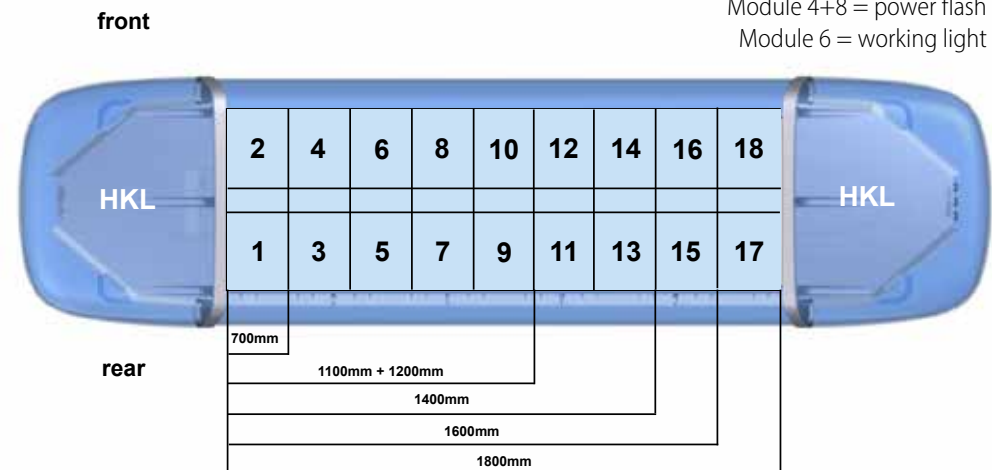 front
Module 4+8 = power flash
Module 6 = working light
2 4 6 8 10 12 14 16 18
HKL
HKL
1 3 5 7 9 11 13 15 17
700mm
rear
1100mm + 1200mm
1400mm
1600mm
1800mm